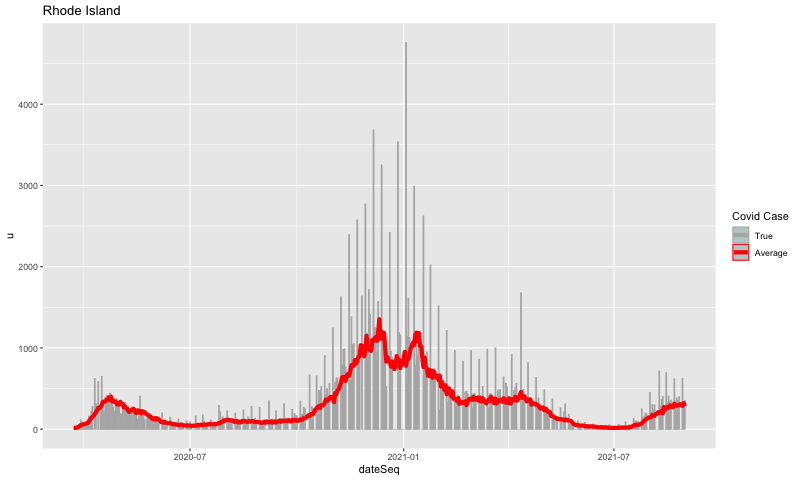 Rhode Island
4000
3000
2000
1000
0
u
2020-07
2021-01
2021-07
dateSeq
Covid Case
True
Average